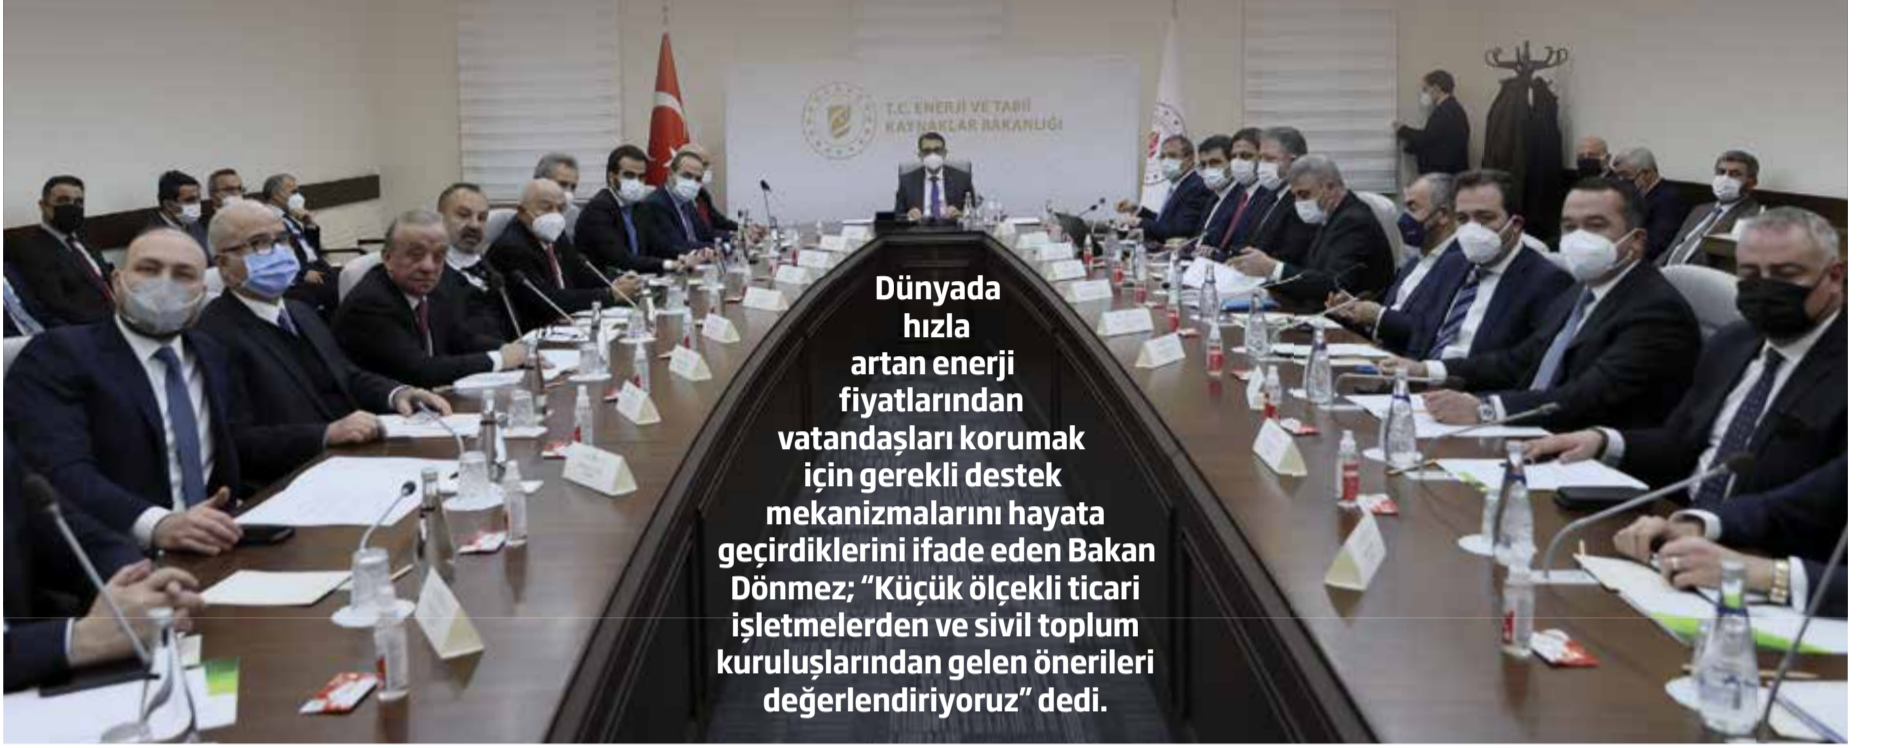 T.C. ENERJİ VE TABİİ
KAYNAKLAR BAKANLIĞI
Dünyada
hızla
artan enerji
fiyatlarından
vatandaşları korumak
için gerekli destek
mekanizmalarını hayata
geçirdiklerini ifade eden Bakan
Dönmez; “Küçük ölçekli ticari
işletmelerden ve sivil toplum
kuruluşlarından gelen önerileri
değerlendiriyoruz” dedi.